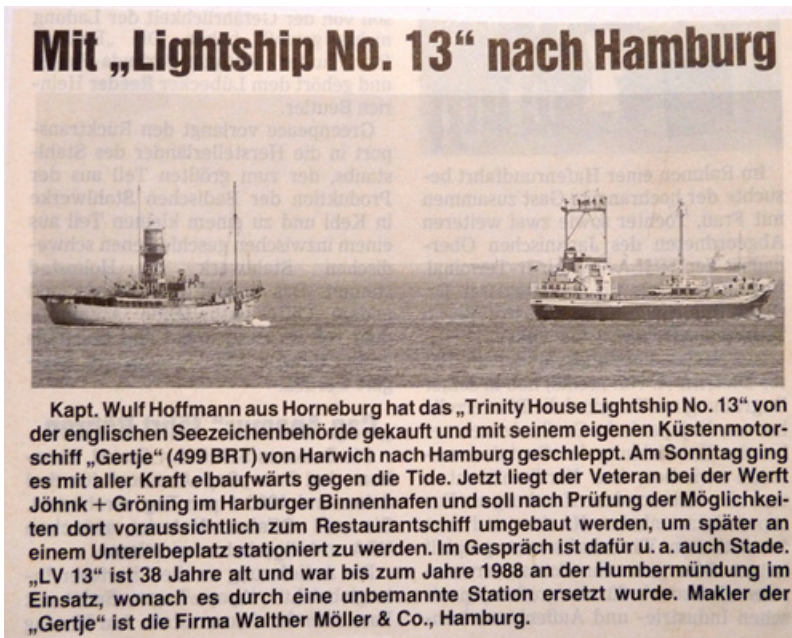 Mit „Lightship No. 13“ nach Hamburg
Kapt. Wulf Hoffmann aus Horneburg hat das „Trinity House Lightship No. 13“ von
der englischen Seezeichenbehörde gekauft und mit seinem eigenen Küstenmotor-
schiff „Gertje“ (499 BRT) von Harwich nach Hamburg geschleppt. Am Sonntag ging
es mit aller Kraft elbaufwärts gegen die Tide. Jetzt liegt der Veteran bei der Werft
Jöhnk + Gröning im Harburger Binnenhafen und soll nach Prüfung der Möglichkei-
ten dort voraussichtlich zum Restaurantschiff umgebaut werden, um später an
einem Unterelbeplatz stationiert zu werden. Im Gespräch ist dafür u. a. auch Stade.
„LV 13“ ist 38 Jahre alt und war bis zum Jahre 1988 an der Humbermündung im
Einsatz, wonach es durch eine unbemannte Station ersetzt wurde. Makler der
„Gertje“ ist die Firma Walther Möller & Co., Hamburg.